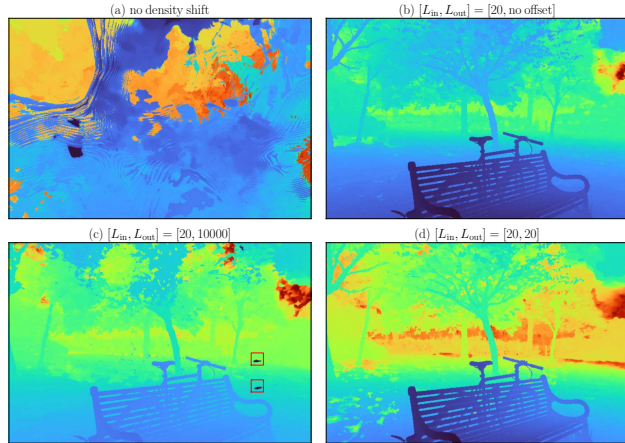 (a) no density shift
(b) [L_in, L_out] = [20, no offset]
(c) [L_in, L_out] = [20, 10000]
(d) [L_in, L_out] = [20, 20]